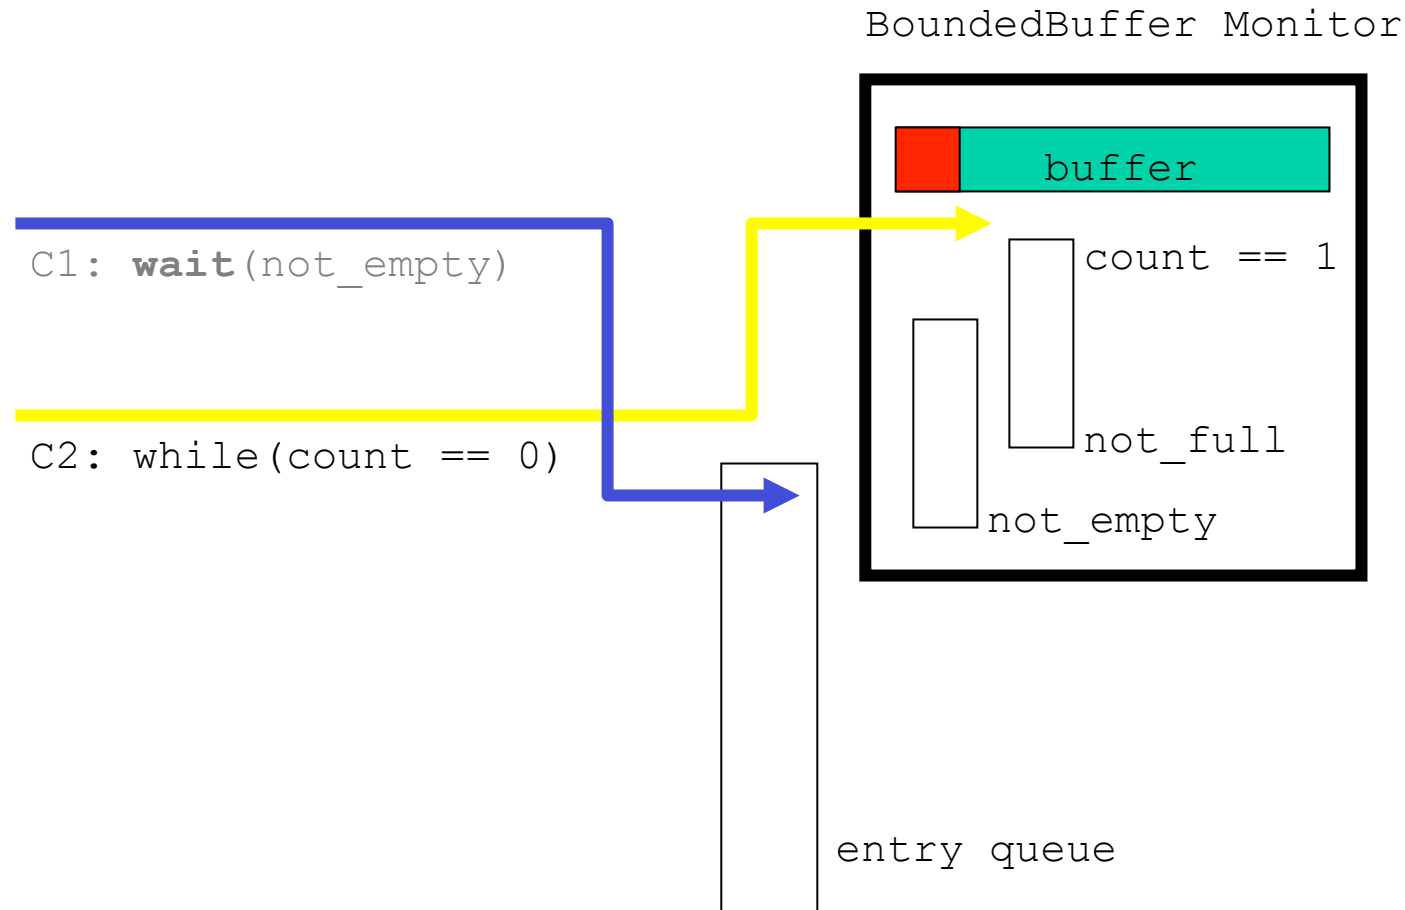 BoundedBuffer Monitor
buffer
C1: wait(not_empty)
count == 1
C2: while(count == 0)
not_full
not_empty
entry queue